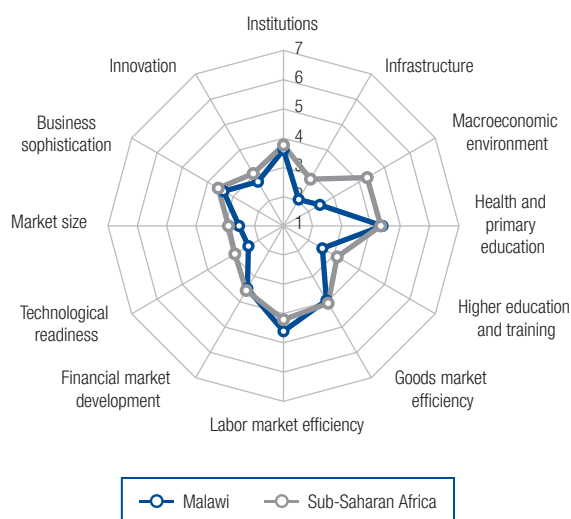 Institutions
7
6
5
4
3
2
1
Infrastructure
Macroeconomic
environment
Health and
primary
education
Higher education
and training
Goods market
efficiency
Labor market efficiency
Financial market
development
Technological
readiness
Market size
Business
sophistication
Innovation
Malawi
Sub-Saharan Africa